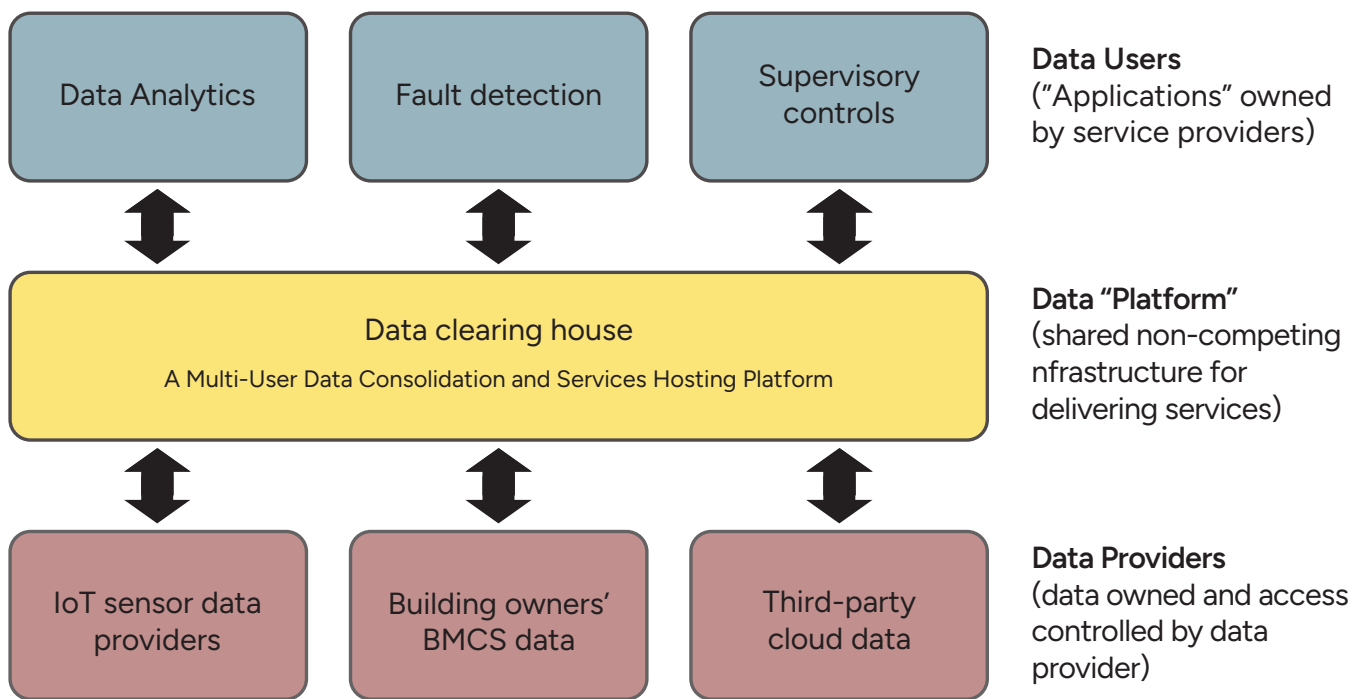 Data Analytics
Fault detection
Supervisory
controls
Data Users
("Applications" owned
by service providers)
Data clearing house
A Multi-User Data Consolidation and Services Hosting Platform
Data “Platform”
(shared non-competing
nfrastructure for
delivering services)
IoT sensor data
providers
Building owners’
BMCS data
Third-party
cloud data
Data Providers
(data owned and access
controlled by data
provider)